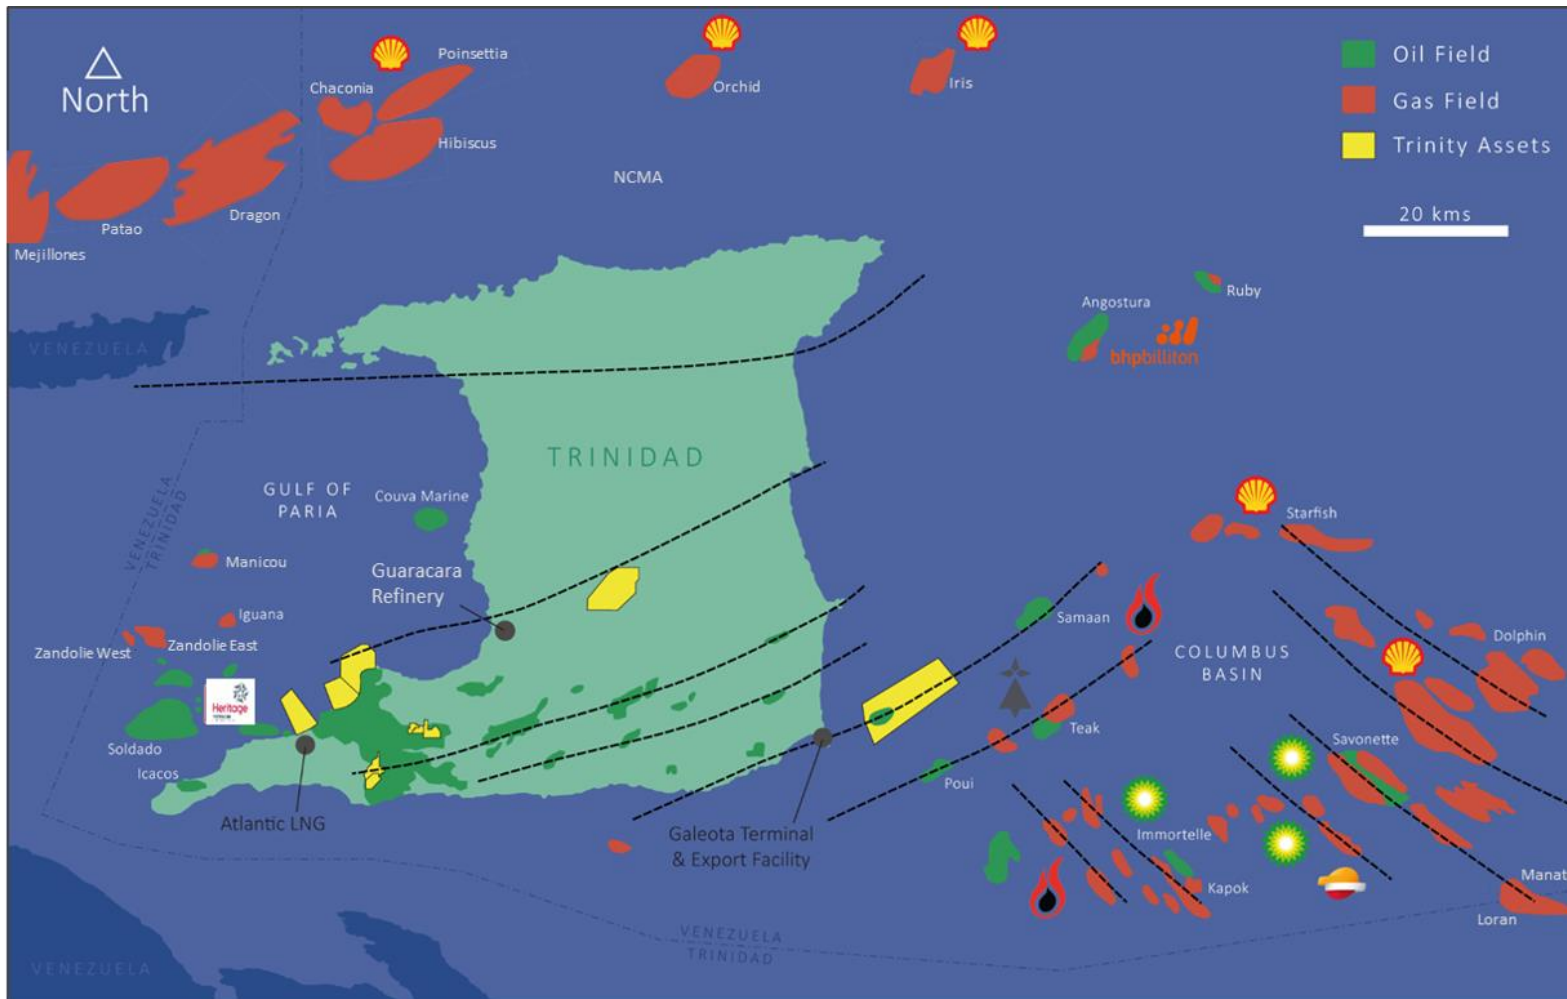 North
Poinsettia
Chaconia
Hibiscus
Orchid
Iris
Oil Field
Gas Field
Trinity Assets
20 kms
NCMA
Dragon
Patao
Mejillones
Ruby
Angostura
bhpbilliton
VENEZUELA
TRINIDAD
GULF OF
PARIA
Couva Marine
VENEZUELA
TRINIDAD
Manicou
Guaracara
Refinery
Iguana
Zandolie West
Zandolie East
Heritage
Soldado
Icacos
Atlantic LNG
Galeota Terminal
& Export Facility
Starfish
Samaan
COLUMBUS
BASIN
Dolphin
Teak
Savonette
Poui
Immortelle
Kapok
Manat
Loran
VENEZUELA
TRINIDAD
VENEZUELA